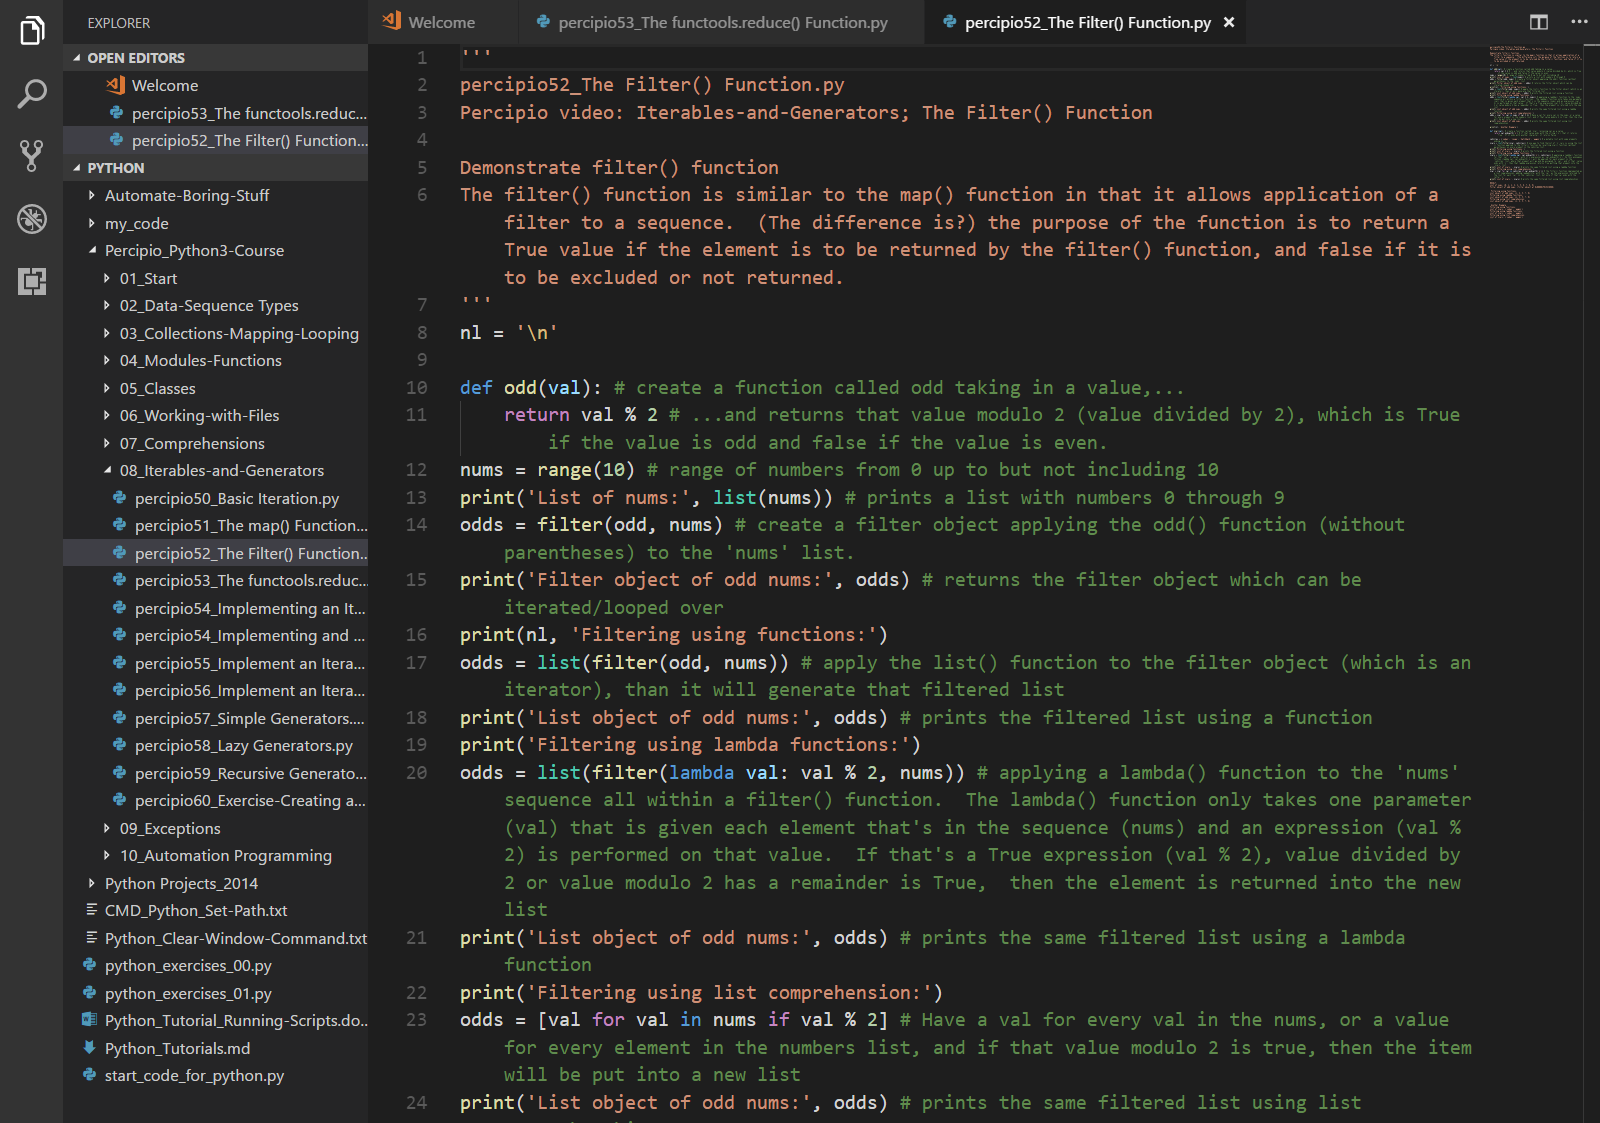 EXPLORER
OPEN EDITORS
Welcome
percipio53_The functools.reduc...
percipio52_The Filter() Function...
PYTHON
Automate-Boring-Stuff
my_code
Percipio_Python3-Course
01_Start
02_Data-Sequence Types
03_Collections-Mapping-Looping
04_Modules-Functions
05_Classes
06_Working-with-Files
07_Comprehensions
08_Iterables-and-Generators
percipio50_Basic Iteration.py
percipio51_The map() Function...
percipio52_The Filter() Function..
percipio53_The functools.reduc...
percipio54_Implementing an It...
percipio54_Implementing and ...
percipio55_Implement an Itera...
percipio56_Implement an Itera...
percipio57_Simple Generators....
percipio58_Lazy Generators.py
percipio59_Recursive Generato...
percipio60_Exercise-Creating a...
09_Exceptions
10_Automation Programming
Python Projects_2014
CMD_Python_Set-Path.txt
Python_Clear-Window-Command.txt
python_exercises_00.py
python_exercises_01.py
Python_Tutorial_Running-Scripts.do..
Python_Tutorials.md
start_code_for_python.py
Welcome
percipio53_The functools.reduce() Function.py
percipio52_The Filter() Function.py
1 '''
2 percipio52_The Filter() Function.py
3 Percipio video: Iterables-and-Generators; The Filter() Function
4
5 Demonstrate filter() function
6 The filter() function is similar to the map() function in that it allows application of a
filter to a sequence.  (The difference is?) the purpose of the function is to return a
True value if the element is to be returned by the filter() function, and false if it is
to be excluded or not returned.
7 '''
8 nl = '\n'
9
10 def odd(val): # create a function called odd taking in a value,...
11 return val % 2 # ...and returns that value modulo 2 (value divided by 2), which is True
if the value is odd and false if the value is even.
12 nums = range(10) # range of numbers from 0 up to but not including 10
13 print('List of nums:', list(nums)) # prints a list with numbers 0 through 9
14 odds = filter(odd, nums) # create a filter object applying the odd() function (without
parentheses) to the 'nums' list.
15 print('Filter object of odd nums:', odds) # returns the filter object which can be
iterated/looped over
16 print(nl, 'Filtering using functions:')
17 odds = list(filter(odd, nums)) # apply the list() function to the filter object (which is an
iterator), than it will generate that filtered list
18 print('List object of odd nums:', odds) # prints the filtered list using a function
19 print('Filtering using lambda functions:')
20 odds = list(filter(lambda val: val % 2, nums)) # applying a lambda() function to the 'nums'
sequence all within a filter() function.  The lambda() function only takes one parameter
(val) that is given each element that's in the sequence (nums) and an expression (val %
2) is performed on that value.  If that's a True expression (val % 2), value divided by
2 or value modulo 2 has a remainder is True,  then the element is returned into the new
list
21 print('List object of odd nums:', odds) # prints the same filtered list using a lambda
function
22 print('Filtering using list comprehension:')
23 odds = [val for val in nums if val % 2] # Have a val for every val in the nums, or a value
for every element in the numbers list, and if that value modulo 2 is true, then the item
will be put into a new list
24 print('List object of odd nums:', odds) # prints the same filtered list using list